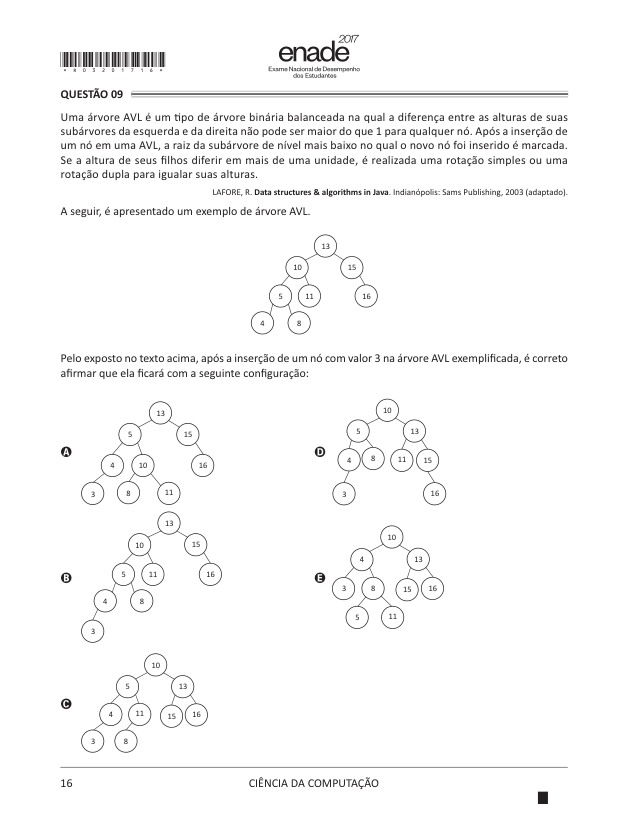 2017
enade
Exame Nacional de Desempenho
dos Estudantes
*803201716*
QUESTÃO 09
Uma árvore AVL é um tipo de árvore binária balanceada na qual a diferença entre as alturas de suas
subárvores da esquerda e da direita não pode ser maior do que 1 para qualquer nó. Após a inserção de
um nó em uma AVL, a raiz da subárvore de nível mais baixo no qual o novo nó foi inserido é marcada.
Se a altura de seus filhos diferir em mais de uma unidade, é realizada uma rotação simples ou uma
rotação dupla para igualar suas alturas.
LAFORE, R. Data structures & algorithms in Java. Indianópolis: Sams Publishing, 2003 (adaptado).
A seguir, é apresentado um exemplo de árvore AVL.
13
10 15
5 11 16
4 8
Pelo exposto no texto acima, após a inserção de um nó com valor 3 na árvore AVL exemplificada, é correto
afirmar que ela ficará com a seguinte configuração:
A
13
5 15
4 10 16
3 8 11
B
13
10 15
5 11 16
4 8
3
C
10
5 13
4 11 15 16
3 8
D
10
5 13
4 8 11 15
3 16
E
10
4 13
3 8 15 16
5 11
16
CIÊNCIA DA COMPUTAÇÃO